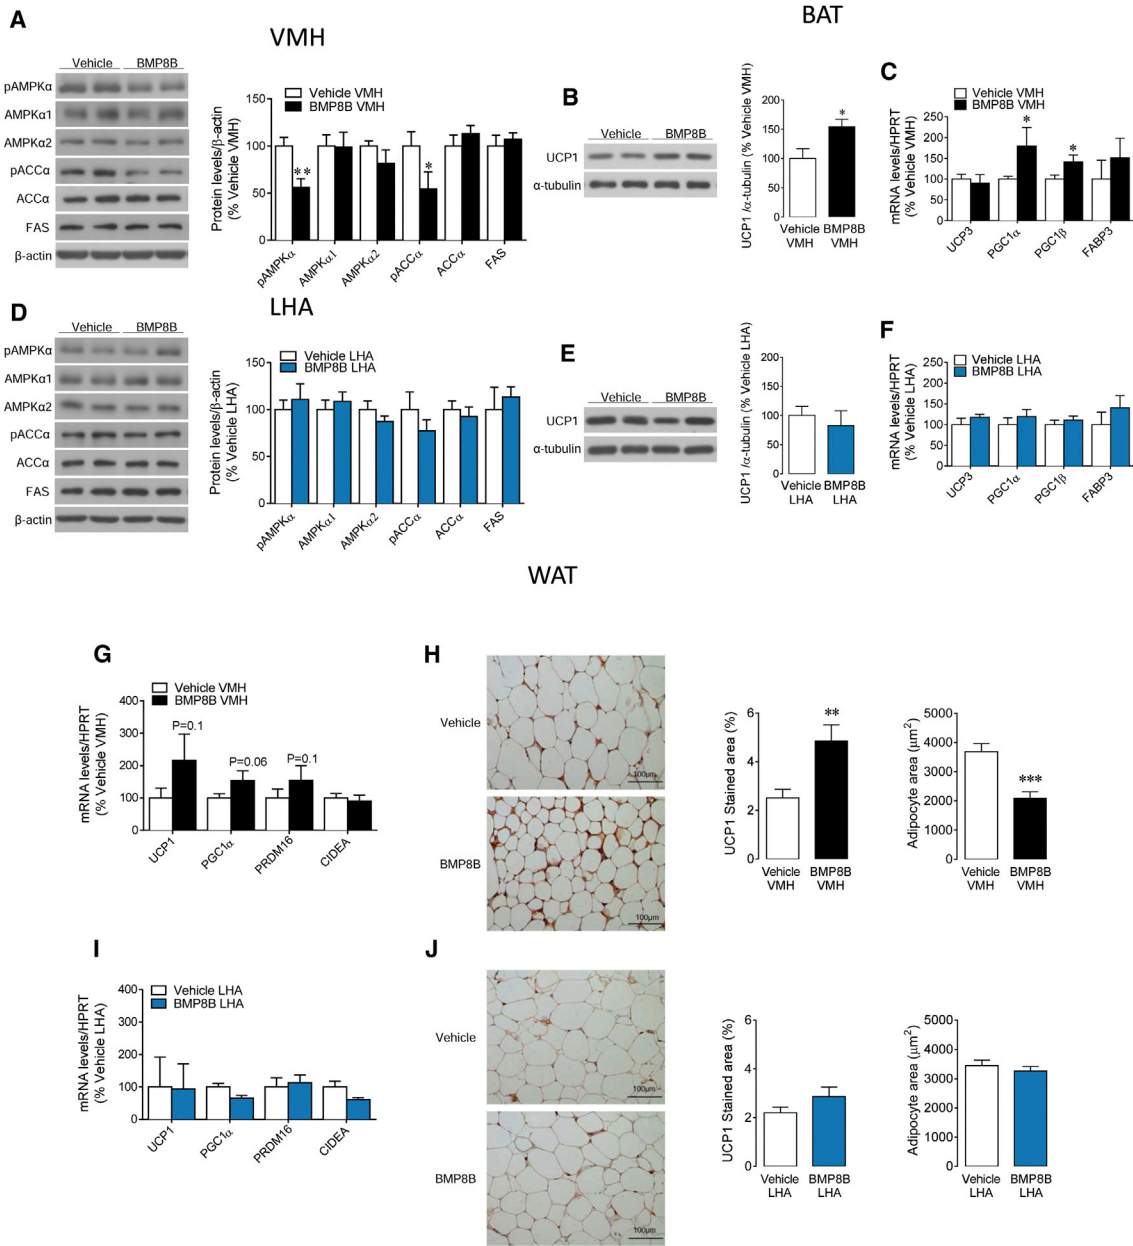 A
VMH
Vehicle BMP8B
pAMPKα
AMPKα1
AMPKα2
pACCα
ACCα
FAS
β-actin
Vehicle VMH
BMP8B VMH
Protein levels/β-actin
(% Vehicle VMH)
150
100
50
0
**
*
pAMPKα
AMPKα1
AMPKα2
pACCα
ACCα
FAS
BAT
B
Vehicle BMP8B
UCP1
α-tubulin
UCP1 /α-tubulin (% Vehicle VMH)
200
150
100
50
0
*
Vehicle BMP8B
VMH VMH
C
Vehicle VMH
BMP8B VMH
mRNA levels/HPRT
(% Vehicle VMH)
250
200
150
100
50
0
*
*
UCP3
PGC1α
PGC1β
FABP3
D
LHA
Vehicle BMP8B
pAMPKα
AMPKα1
AMPKα2
pACCα
ACCα
FAS
β-actin
Vehicle LHA
BMP8B LHA
Protein levels/β-actin
(% Vehicle LHA)
150
100
50
0
pAMPKα
AMPKα1
AMPKα2
pACCα
ACCα
FAS
E
Vehicle BMP8B
UCP1
α-tubulin
UCP1 /α-tubulin (% Vehicle LHA)
200
150
100
50
0
Vehicle BMP8B
LHA LHA
F
Vehicle LHA
BMP8B LHA
mRNA levels/HPRT
(% Vehicle LHA)
250
200
150
100
50
0
UCP3
PGC1α
PGC1β
FABP3
WAT
G
Vehicle VMH
BMP8B VMH
mRNA levels/HPRT
(% Vehicle VMH)
400
300
200
100
0
P=0.1
P=0.06
P=0.1
UCP1
PGC1α
PRDM16
CIDEA
H
Vehicle
100μm
BMP8B
100μm
UCP1 Stained area (%)
6
4
2
0
**
Vehicle BMP8B
VMH VMH
Adipocyte area (μm²)
5000
4000
3000
2000
1000
0
***
Vehicle BMP8B
VMH VMH
I
Vehicle LHA
BMP8B LHA
mRNA levels/HPRT
(% Vehicle LHA)
400
300
200
100
0
UCP1
PGC1α
PRDM16
CIDEA
J
Vehicle
100μm
BMP8B
100μm
UCP1 Stained area (%)
6
4
2
0
Vehicle BMP8B
LHA LHA
Adipocyte area (μm²)
5000
4000
3000
2000
1000
0
Vehicle BMP8B
LHA LHA